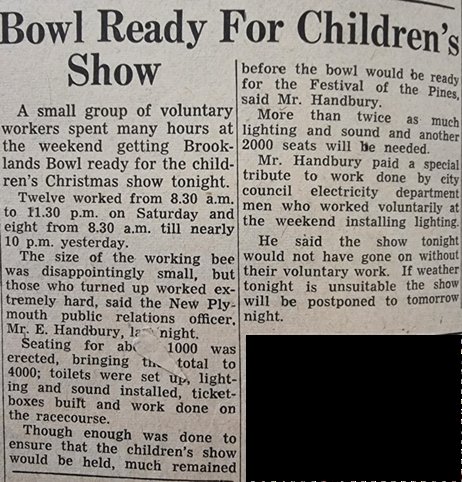 Bowl Ready For Children's
Show
A small group of voluntary
workers spent many hours at
the weekend getting Brook-
lands Bowl ready for the child-
ren's Christmas show tonight.
Twelve worked from 8.30 a.m.
to 11.30 p.m. on Saturday and
eight from 8.30 a.m. till nearly
10 p.m. yesterday.
The size of the working bee
was disappointingly small, but
those who turned up worked ex-
tremely hard, said the New Ply-
mouth public relations officer,
Mr. E. Handbury, night.
Seating for 1000 was
erected, bringing total to
4000; toilets were set up, light-
ing and sound installed, ticket-
boxes built and work done on
the racecourse.
Though enough was done to
ensure that the children's show
would be held, much remained
before the bowl would be ready
for the Festival of the Pines,
said Mr. Handbury.
More than twice as much
lighting and sound and another
2000 seats will be needed.
Mr. Handbury paid a special
tribute to work done by city
council electricity department
men who worked voluntarily at
the weekend installing lighting.
He said the show tonight
would not have gone on without
their voluntary work. If weather
tonight is unsuitable the show
will be postponed to tomorrow
night.